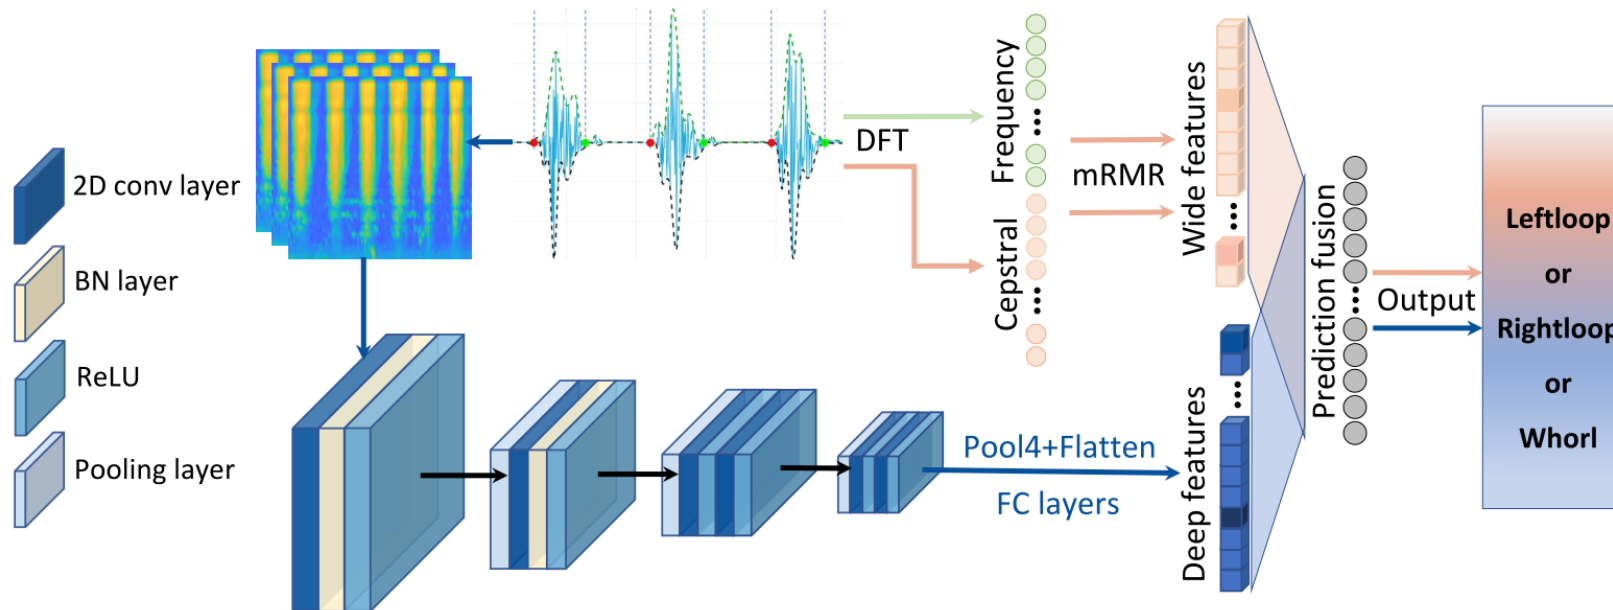 2D conv layer
BN layer
ReLU
Pooling layer
DFT
Frequency
Cepstral
mRMR
Wide features
Pool4+Flatten
FC layers
Deep features
Prediction fusion
Output
Leftloop
or
Rightloop
or
Whorl